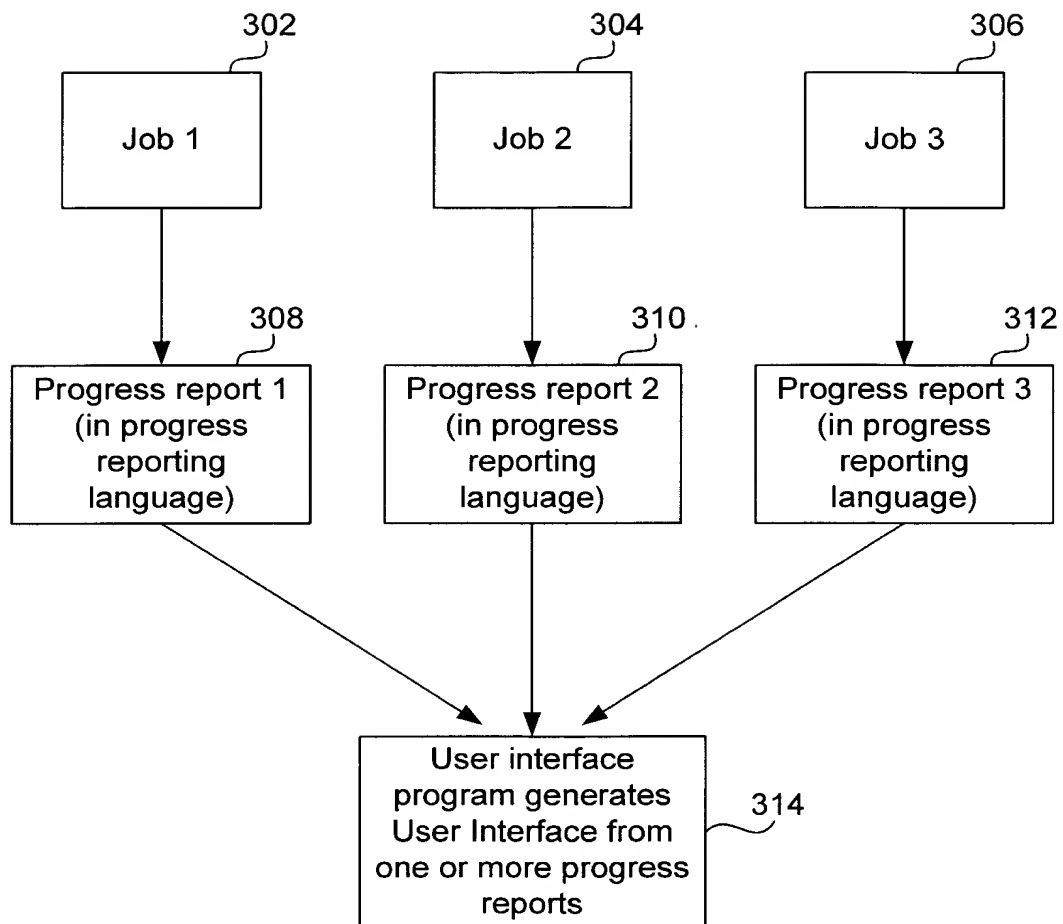 302
304
306
Job 1
Job 2
Job 3
308
310
312
Progress report 1
(in progress
reporting
language)
Progress report 2
(in progress
reporting
language)
Progress report 3
(in progress
reporting
language)
User interface
program generates
User Interface from
one or more progress
reports
314